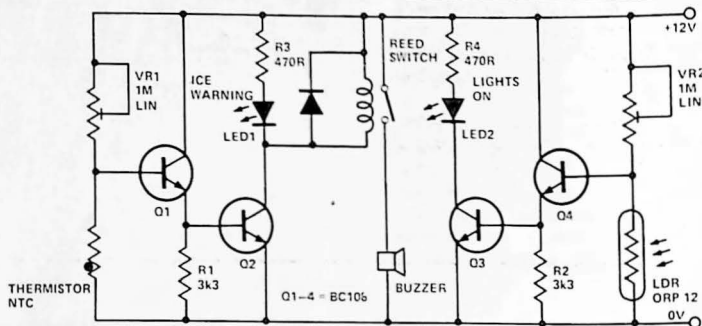 +12V
VR1
1M
LIN
ICE
WARNING
R3
470R
LED1
REED
SWITCH
R4
470R
LIGHTS
ON
LED2
VR2
1M
LIN
Q1
Q2
Q3
Q4
THERMISTOR
NTC
R1
3k3
Q1-4 = BC108
BUZZER
R2
3k3
LDR
ORP 12
0V